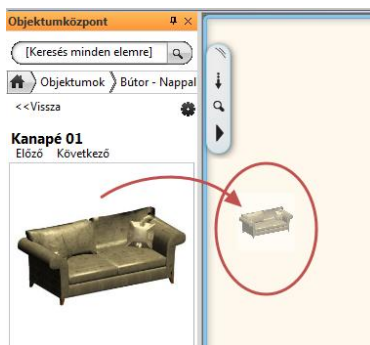 Objektumközpont
[Keresés minden elemre]
Objektumok Bútor - Nappal
<<Vissza
Kanapé 01
Előző Következő